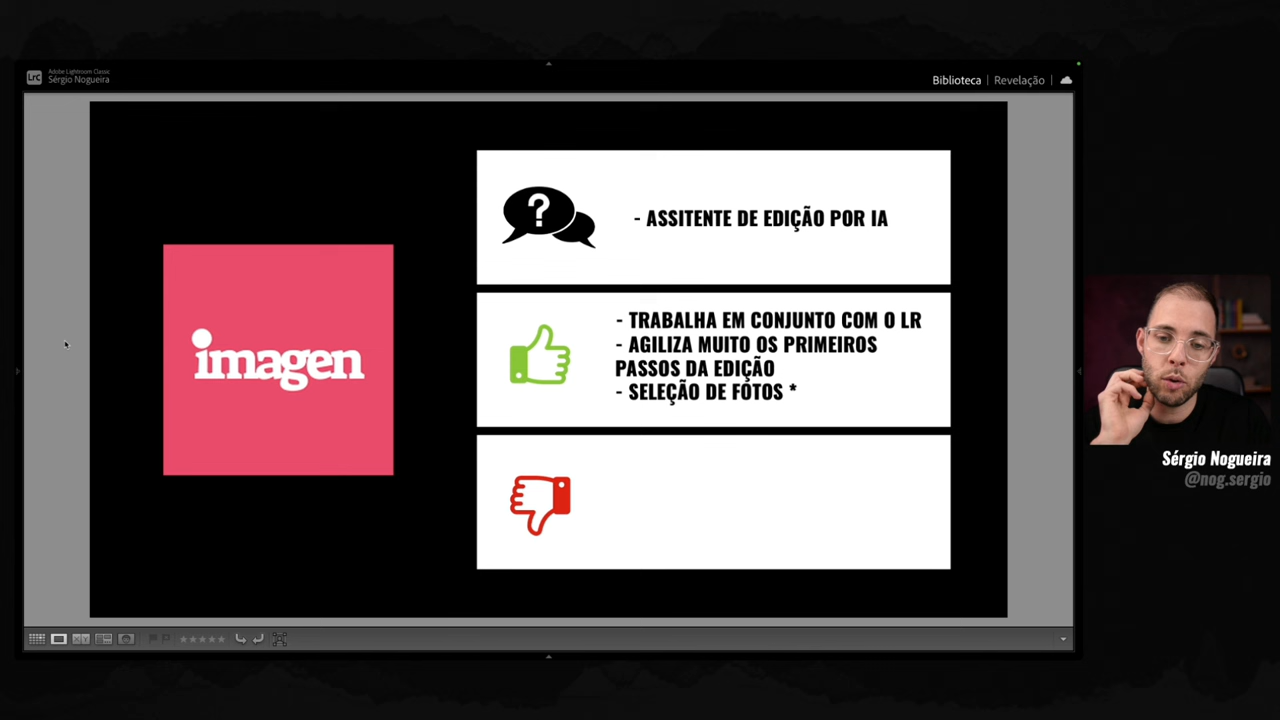 Adobe Lightroom Classic
LrC
Sérgio Nogueira
Biblioteca | Revelação |
?
- ASSITENTE DE EDIÇÃO POR IA
imagen
- TRABALHA EM CONJUNTO COM O LR
- AGILIZA MUITO OS PRIMEIROS
PASSOS DA EDIÇÃO
- SELEÇÃO DE FOTOS *
Sérgio Nogueira
@nog.sergio